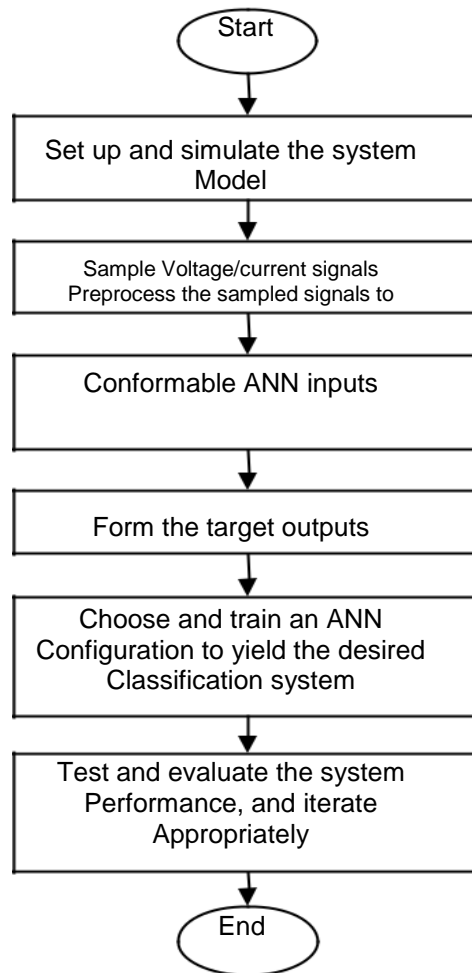 Start
Set up and simulate the system
Model
Sample Voltage/current signals
Preprocess the sampled signals to
Conformable ANN inputs
Form the target outputs
Choose and train an ANN
Configuration to yield the desired
Classification system
Test and evaluate the system
Performance, and iterate
Appropriately
End